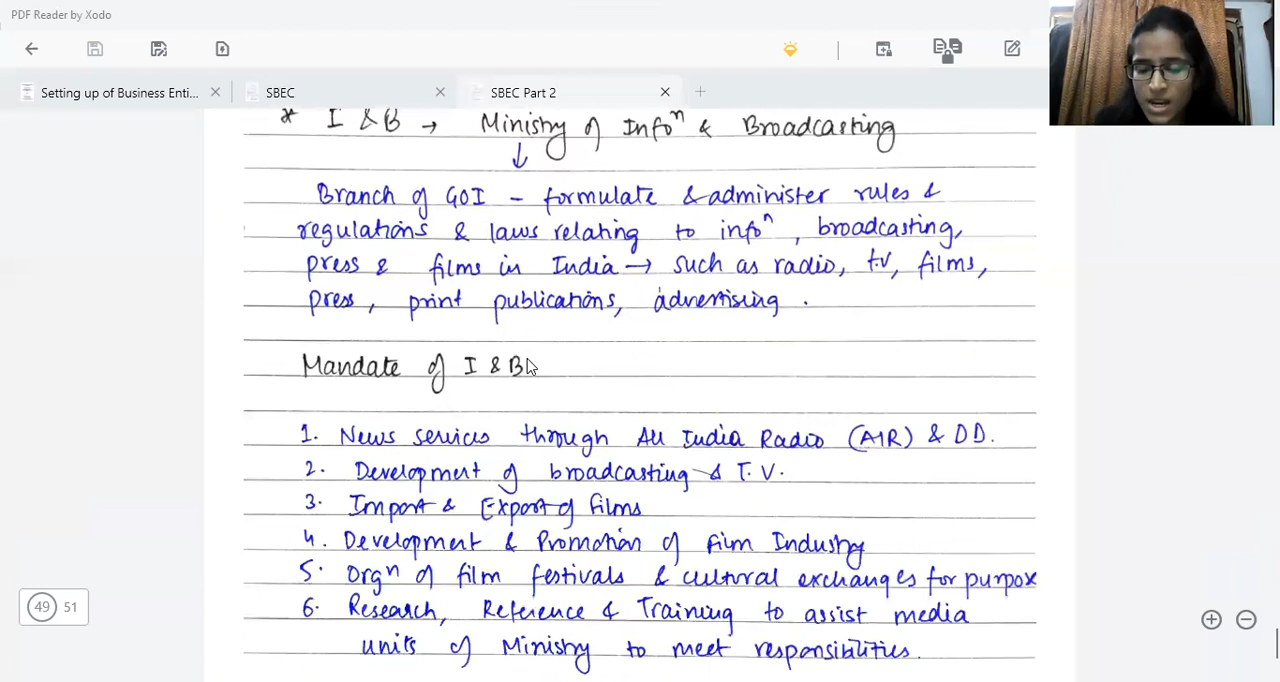 PDF Reader by Xodo
Setting up of Business Enti...
SBEC
SBEC Part 2
* I & B → Ministry of Infoⁿ & Broadcasting
↓
Branch of GOI - formulate & administer rules &
regulations & laws relating to infoⁿ, broadcasting,
press & films in India → such as radio, t.v, films,
press, print publications, advertising .
Mandate of I & B
1. News services through All India Radio (AIR) & DD.
2. Development of broadcasting & T.V.
3. Import & Export of films
4. Development & Promotion of Film Industry
5. Orgⁿ of film festivals & cultural exchanges for purpox
6. Research, Reference & Training to assist media
units of Ministry to meet responsibilities.
49 51